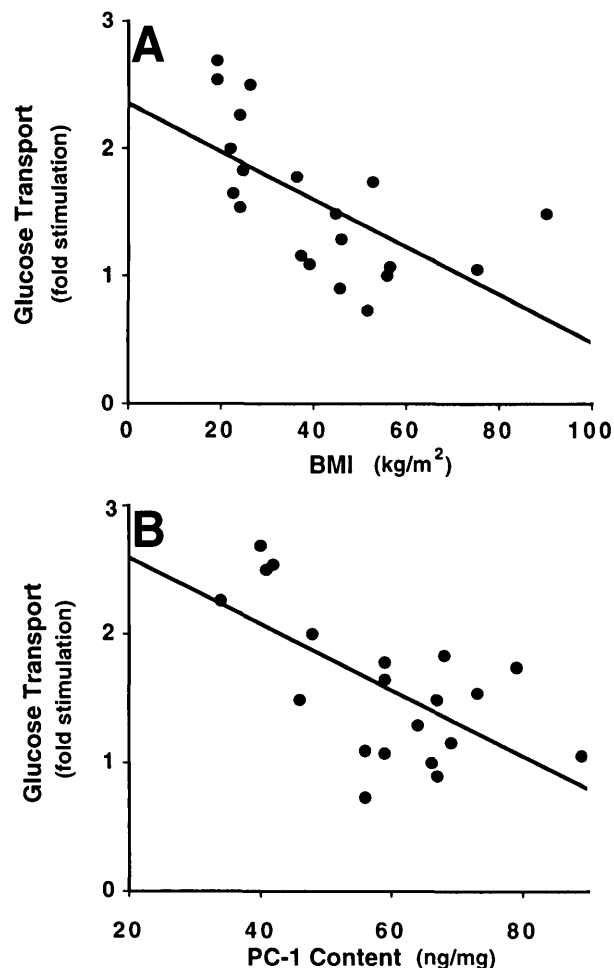 A
3
2
1
0
Glucose Transport
(fold stimulation)
0 20 40 60 80 100
BMI (kg/m²)
B
3
2
1
0
Glucose Transport
(fold stimulation)
20 40 60 80
PC-1 Content (ng/mg)